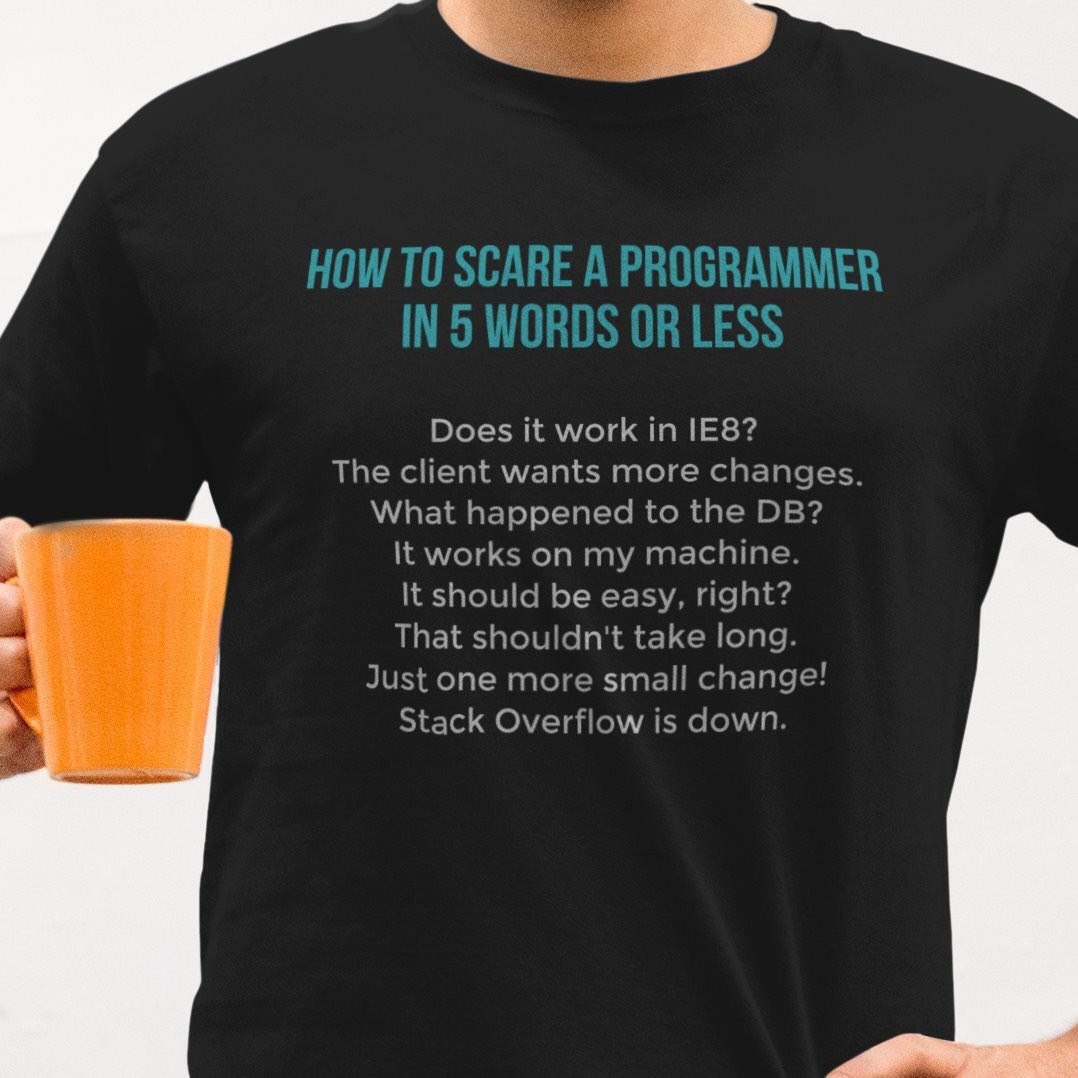 HOW TO SCARE A PROGRAMMER
IN 5 WORDS OR LESS
Does it work in IE8?
The client wants more changes.
What happened to the DB?
It works on my machine.
It should be easy, right?
That shouldn't take long.
Just one more small change!
Stack Overflow is down.